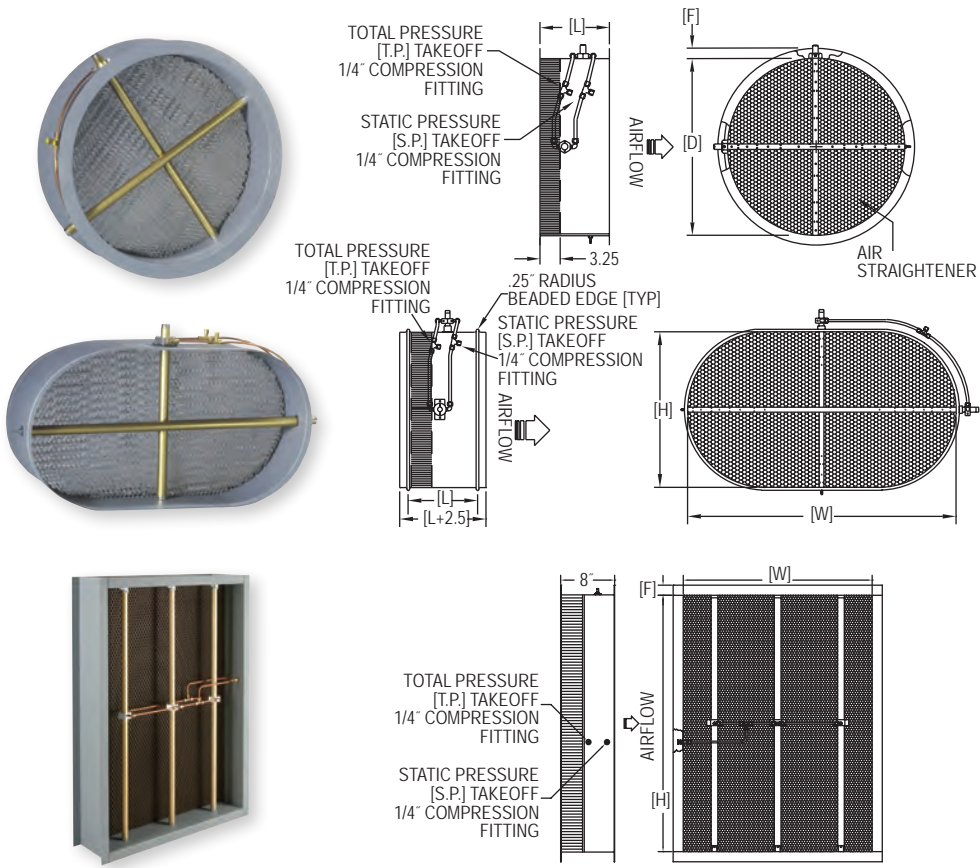 [L]
[F]
TOTAL PRESSURE
[T.P.] TAKEOFF
1/4″ COMPRESSION
FITTING
STATIC PRESSURE
[S.P.] TAKEOFF
1/4″ COMPRESSION
FITTING
AIRFLOW
[D]
3.25
AIR
STRAIGHTENER
TOTAL PRESSURE
[T.P.] TAKEOFF
1/4″ COMPRESSION
FITTING
.25″ RADIUS
BEADED EDGE [TYP]
STATIC PRESSURE
[S.P.] TAKEOFF
1/4″ COMPRESSION
FITTING
AIRFLOW
[H]
[L]
[L+2.5]
[W]
8″
[F]
[W]
TOTAL PRESSURE
[T.P.] TAKEOFF
1/4″ COMPRESSION
FITTING
AIRFLOW
STATIC PRESSURE
[S.P.] TAKEOFF
1/4″ COMPRESSION
FITTING
[H]